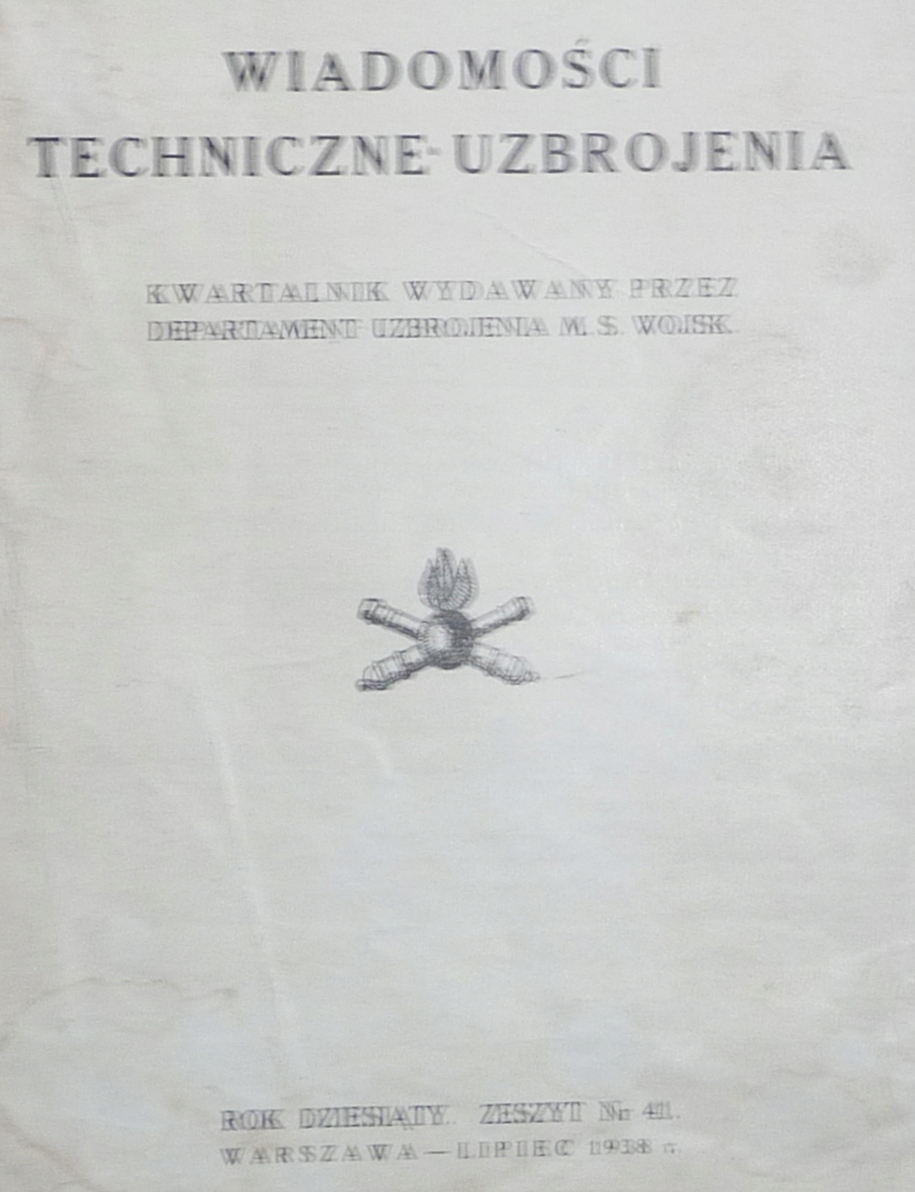 WIADOMOŚCI
TECHNICZNE UZBROJENIA
KWARTALNIK WYDAWANY PRZEZ
DEPARTAMENT UZBROJENIA M. S. WOJSK.
ROK DZIESIĄTY. ZESZYT Nr 41.
WARSZAWA — LIPIEC 1938 r.